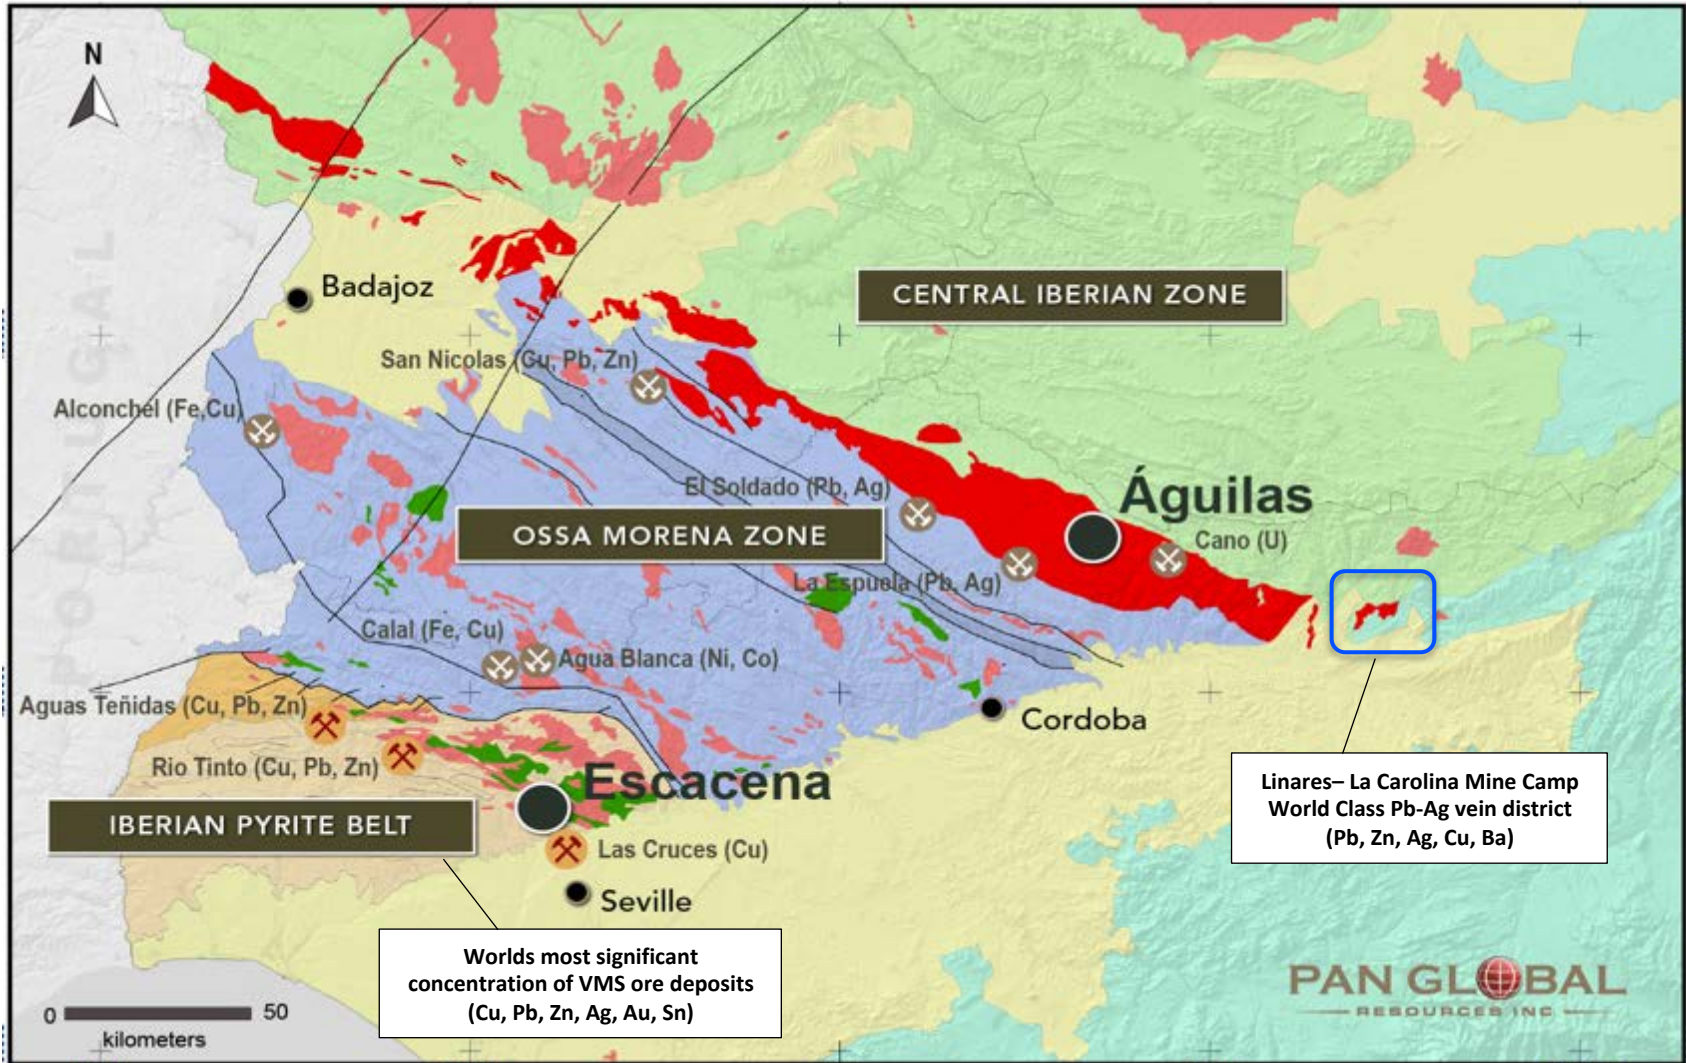 N
PORTUGAL
Badajoz
CENTRAL IBERIAN ZONE
San Nicolas (Cu, Pb, Zn)
Alconchel (Fe,Cu)
El Soldado (Pb, Ag)
Águilas
OSSA MORENA ZONE
Cano (U)
La Espuela (Pb, Ag)
Calal (Fe, Cu)
Agua Blanca (Ni, Co)
Aguas Teñidas (Cu, Pb, Zn)
Cordoba
Rio Tinto (Cu, Pb, Zn)
Escacena
Linares– La Carolina Mine Camp
World Class Pb-Ag vein district
(Pb, Zn, Ag, Cu, Ba)
IBERIAN PYRITE BELT
Las Cruces (Cu)
Seville
Worlds most significant
concentration of VMS ore deposits
(Cu, Pb, Zn, Ag, Au, Sn)
PAN GLOBAL
RESOURCES INC
0 50
kilometers